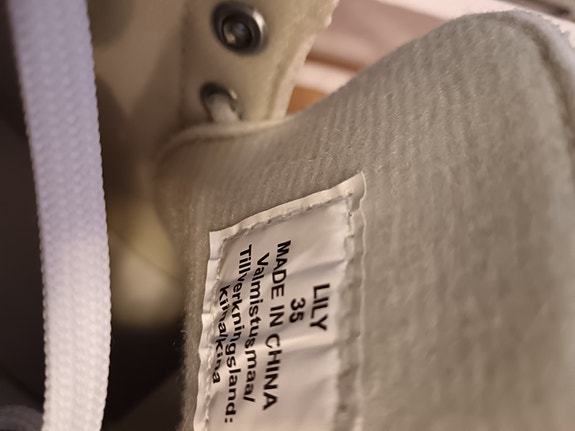 LILY
35
MADE IN CHINA
Valmistusmaa/
Tillverkningsland:
Kiina/Kina